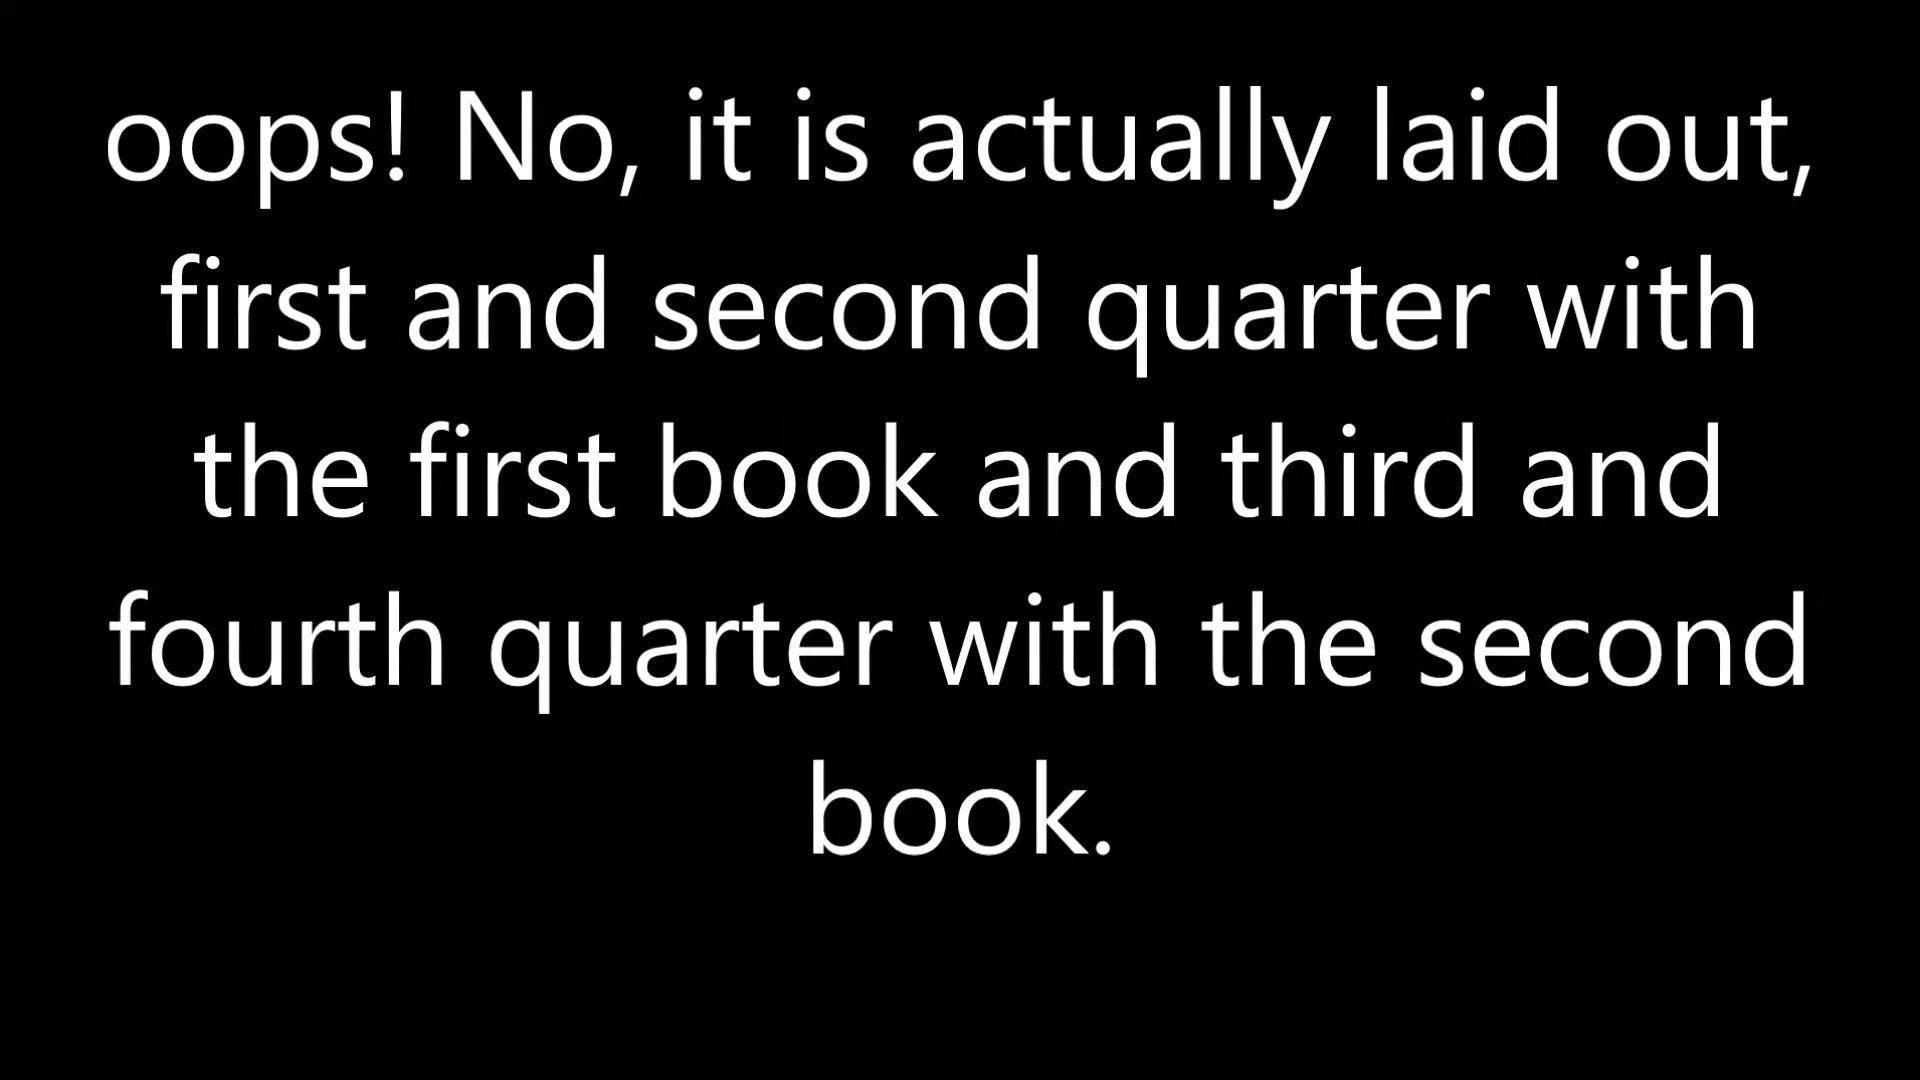 oops! No, it is actually laid out,
first and second quarter with
the first book and third and
fourth quarter with the second
book.